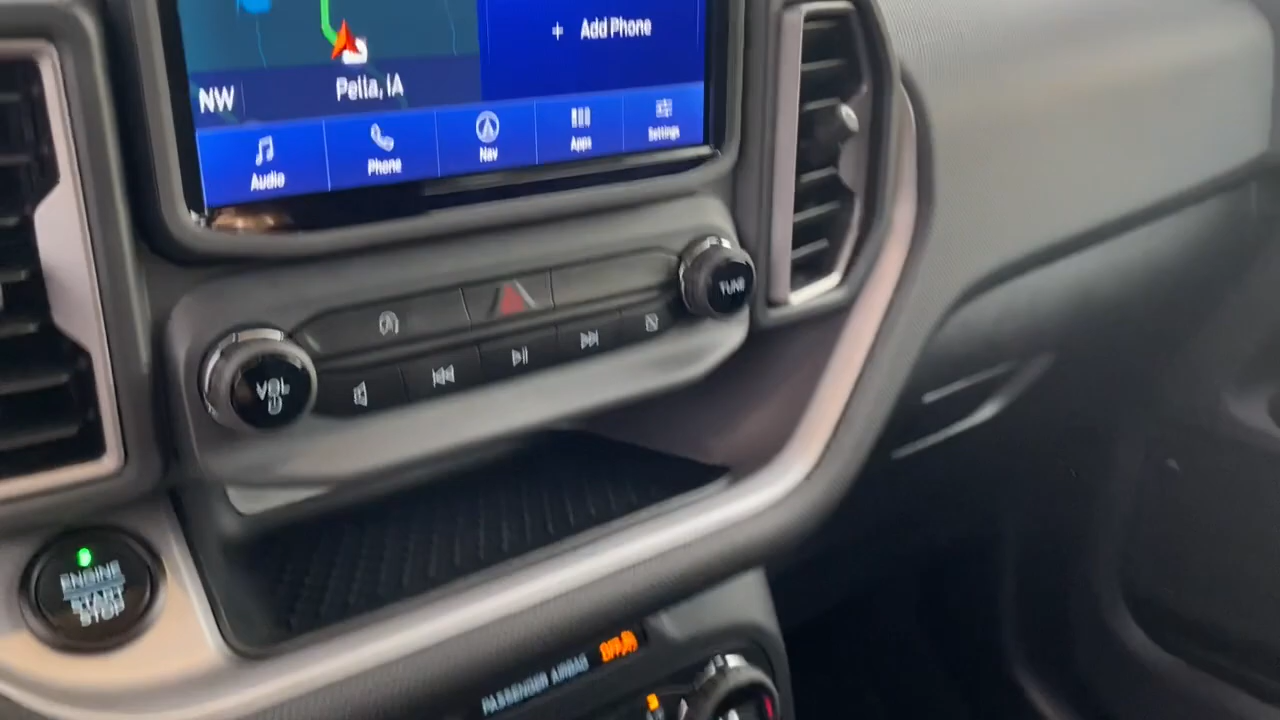 Add Phone
NW
Pella, IA
Audio
Phone
Nav
Apps
Settings
TUNE
VOL
ENGINE
START
STOP
PASSENGER AIRBAG
OFF